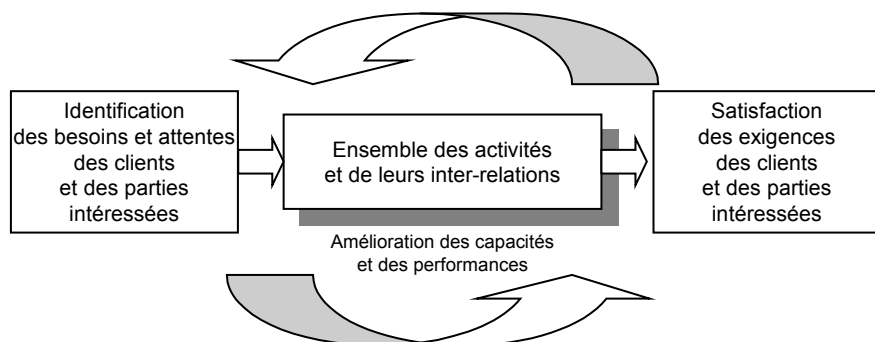 Identification
des besoins et attentes
des clients
et des parties
intéressées
Ensemble des activités
et de leurs inter-relations
Amélioration des capacités
et des performances
Satisfaction
des exigences
des clients
et des parties
intéressées